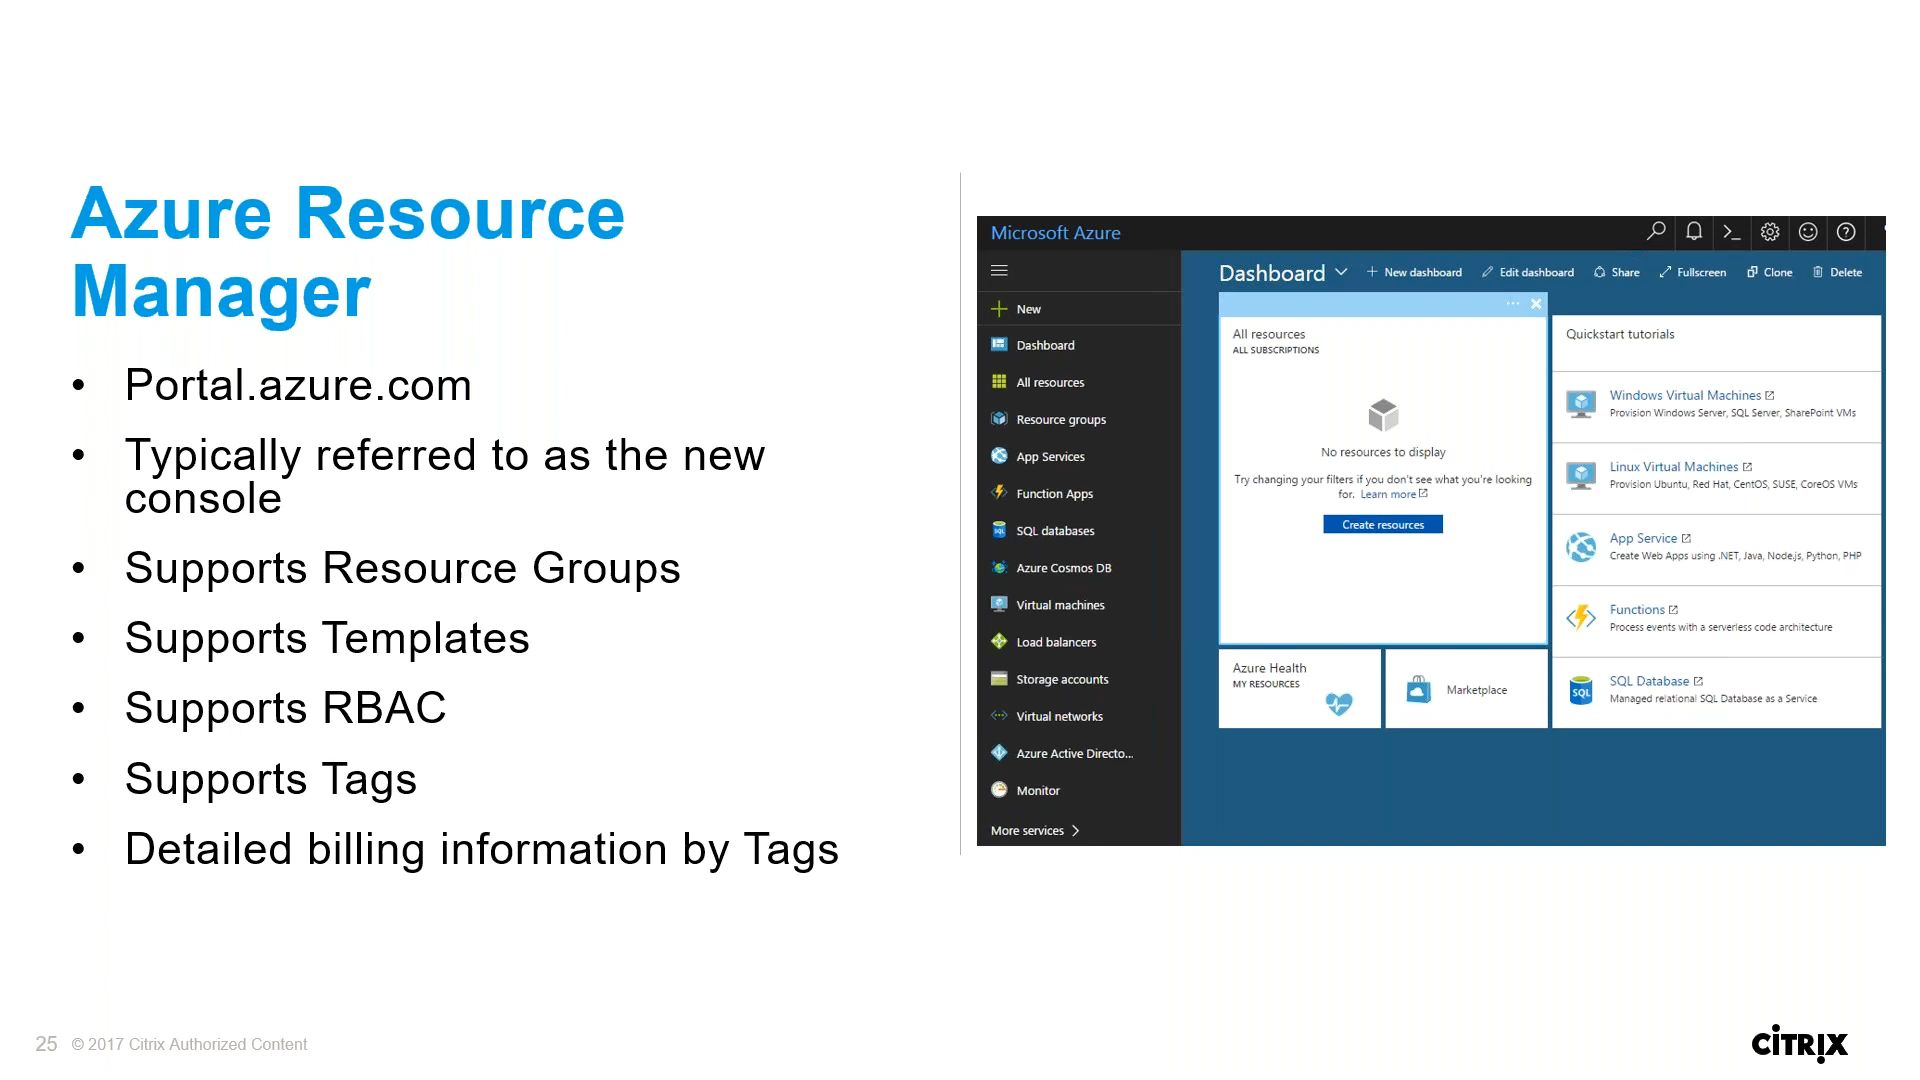 Azure Resource
Manager
• Portal.azure.com
• Typically referred to as the new
console
• Supports Resource Groups
• Supports Templates
• Supports RBAC
• Supports Tags
• Detailed billing information by Tags
Microsoft Azure
New
Dashboard
All resources
Resource groups
App Services
Function Apps
SQL databases
Azure Cosmos DB
Virtual machines
Load balancers
Storage accounts
Virtual networks
Azure Active Directo...
Monitor
More services
Dashboard
New dashboard
Edit dashboard
Share
Fullscreen
Clone
Delete
All resources
ALL SUBSCRIPTIONS
No resources to display
Try changing your filters if you don't see what you're looking
for. Learn more
Create resources
Azure Health
MY RESOURCES
Marketplace
Quickstart tutorials
Windows Virtual Machines
Provision Windows Server, SQL Server, SharePoint VMs
Linux Virtual Machines
Provision Ubuntu, Red Hat, CentOS, SUSE, CoreOS VMs
App Service
Create Web Apps using .NET, Java, Node.js, Python, PHP
Functions
Process events with a serverless code architecture
SQL
SQL Database
Managed relational SQL Database as a Service
25 © 2017 Citrix Authorized Content
CITRIX